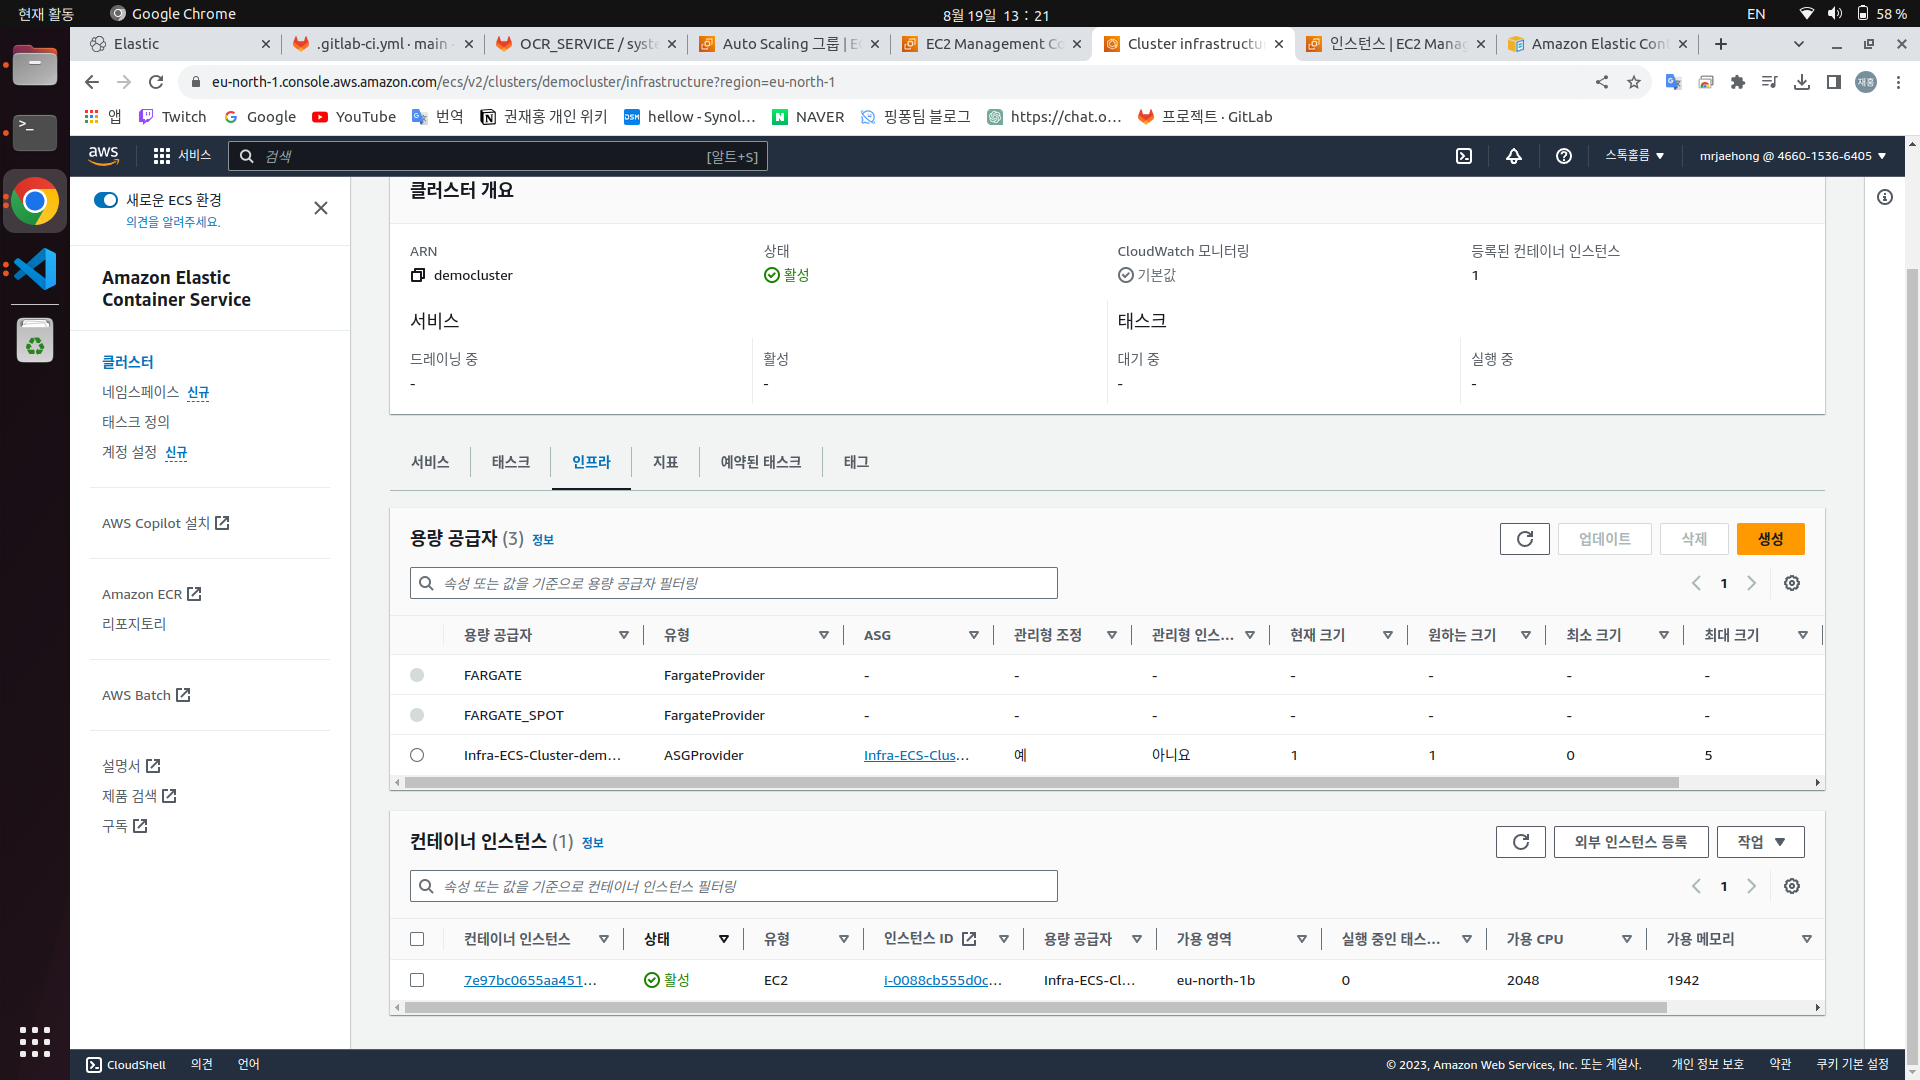 현재 활동
Google Chrome
8월 19일 13 : 21
EN
58 %
Elastic
.gitlab-ci.yml · main ·
OCR_SERVICE / syste
Auto Scaling 그룹 | EC
EC2 Management Co
Cluster infrastructu
인스턴스 | EC2 Manag
Amazon Elastic Cont
eu-north-1.console.aws.amazon.com/ecs/v2/clusters/democluster/infrastructure?region=eu-north-1
재홍
앱
Twitch
Google
YouTube
번역
권재홍 개인 위키
DSM
hellow - Synol...
NAVER
핑퐁팀 블로그
https://chat.o...
프로젝트 · GitLab
aws
서비스
검색
[알트+S]
스톡홀름 ▼
mrjaehong @ 4660-1536-6405 ▼
새로운 ECS 환경
의견을 알려주세요.
Amazon Elastic
Container Service
클러스터
네임스페이스 신규
태스크 정의
계정 설정 신규
AWS Copilot 설치
Amazon ECR
리포지토리
AWS Batch
설명서
제품 검색
구독
클러스터 개요
ARN
상태
CloudWatch 모니터링
등록된 컨테이너 인스턴스
democluster
활성
기본값
1
서비스
태스크
드레이닝 중
활성
대기 중
실행 중
-
-
-
-
서비스
태스크
인프라
지표
예약된 태스크
태그
용량 공급자 (3) 정보
업데이트
삭제
생성
속성 또는 값을 기준으로 용량 공급자 필터링
1
용량 공급자 유형 ASG 관리형 조정 관리형 인스... 현재 크기 원하는 크기 최소 크기 최대 크기
FARGATE FargateProvider - - - - - - -
FARGATE_SPOT FargateProvider - - - - - - -
Infra-ECS-Cluster-dem... ASGProvider Infra-ECS-Clus... 예 아니요 1 1 0 5
컨테이너 인스턴스 (1) 정보
외부 인스턴스 등록
작업 ▼
속성 또는 값을 기준으로 컨테이너 인스턴스 필터링
1
컨테이너 인스턴스 상태 유형 인스턴스 ID 용량 공급자 가용 영역 실행 중인 태스... 가용 CPU 가용 메모리
7e97bc0655aa451... 활성 EC2 i-0088cb555d0c... Infra-ECS-Cl... eu-north-1b 0 2048 1942
CloudShell
의견
언어
© 2023, Amazon Web Services, Inc. 또는 계열사.
개인 정보 보호
약관
쿠키 기본 설정